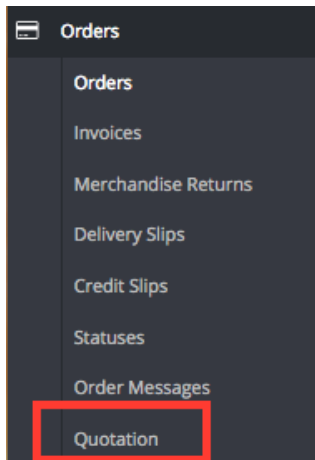 Orders
Orders
Invoices
Merchandise Returns
Delivery Slips
Credit Slips
Statuses
Order Messages
Quotation